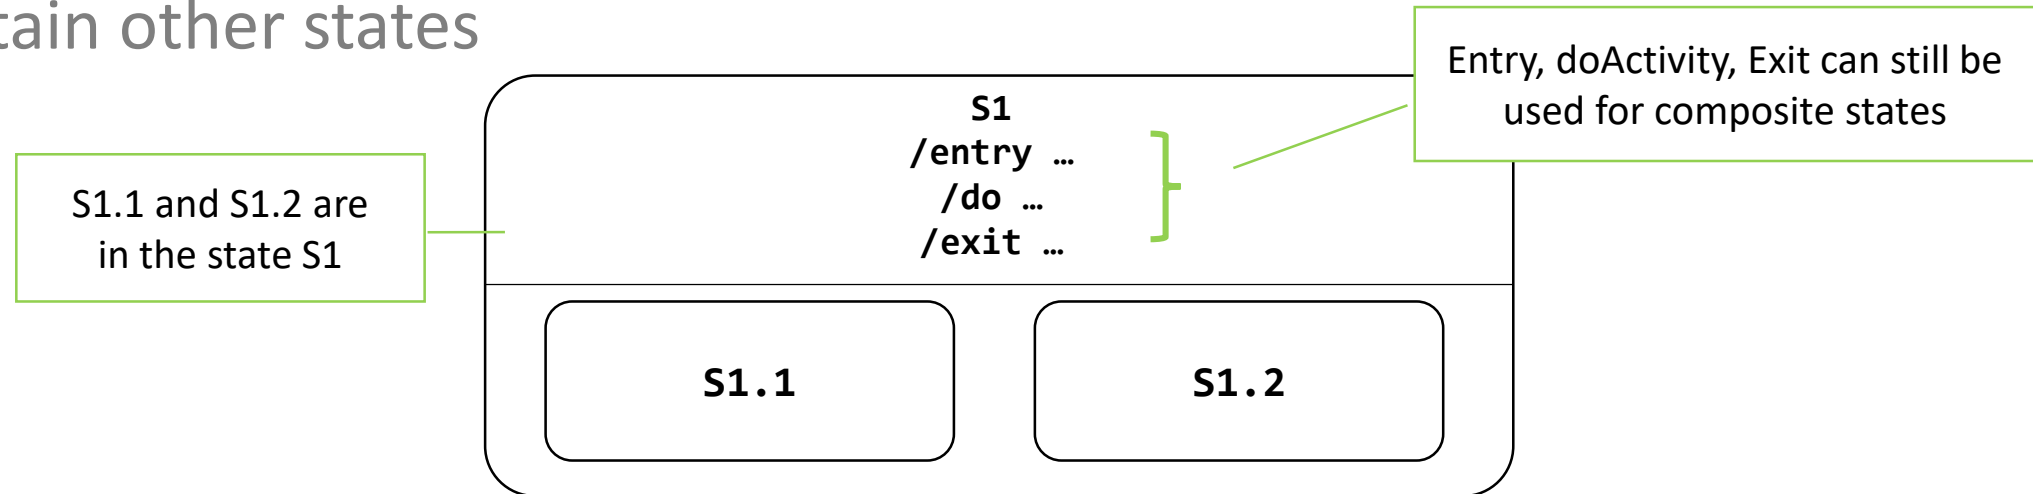 tain other states
Entry, doActivity, Exit can still be
used for composite states
S1
/entry …
/do …
/exit …
S1.1 and S1.2 are
in the state S1
S1.1
S1.2